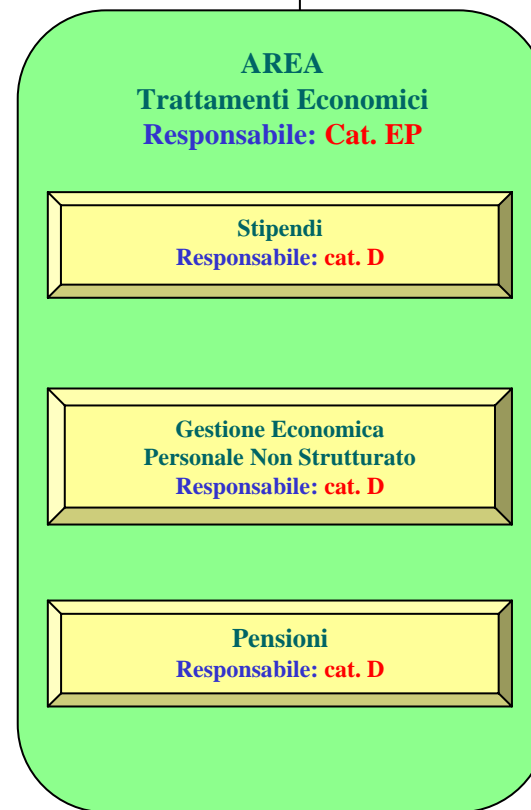 AREA
Trattamenti Economici
Responsabile: Cat. EP
Stipendi
Responsabile: cat. D
Gestione Economica
Personale Non Strutturato
Responsabile: cat. D
Pensioni
Responsabile: cat. D